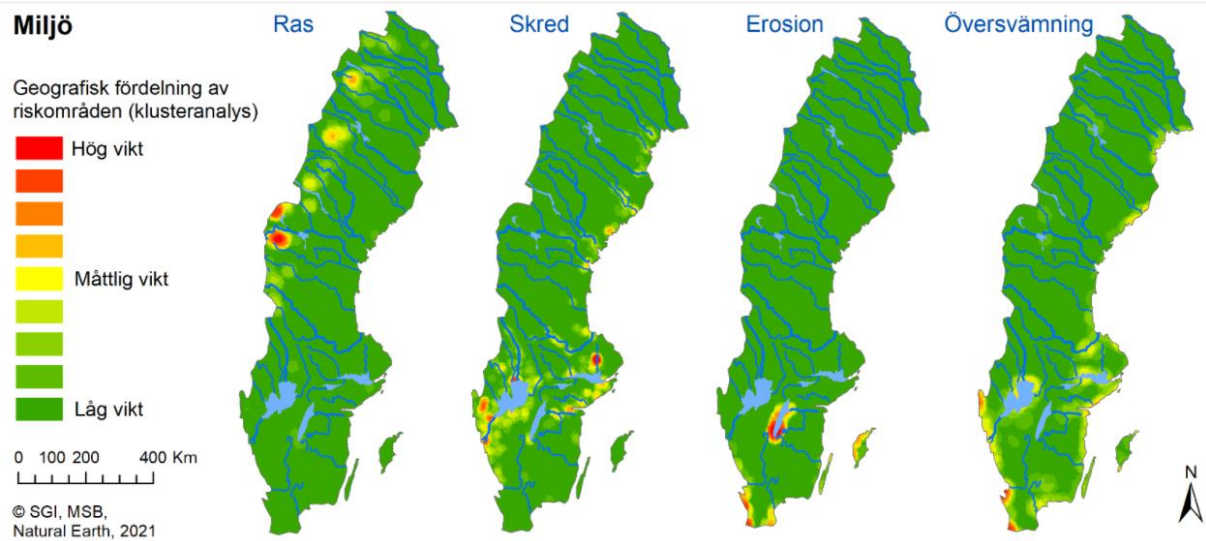 Miljö
Ras
Skred
Erosion
Översvämning
Geografisk fördelning av
riskområden (klusteranalys)
Hög vikt
Måttlig vikt
Låg vikt
0 100 200 400 Km
© SGI, MSB,
Natural Earth, 2021
N